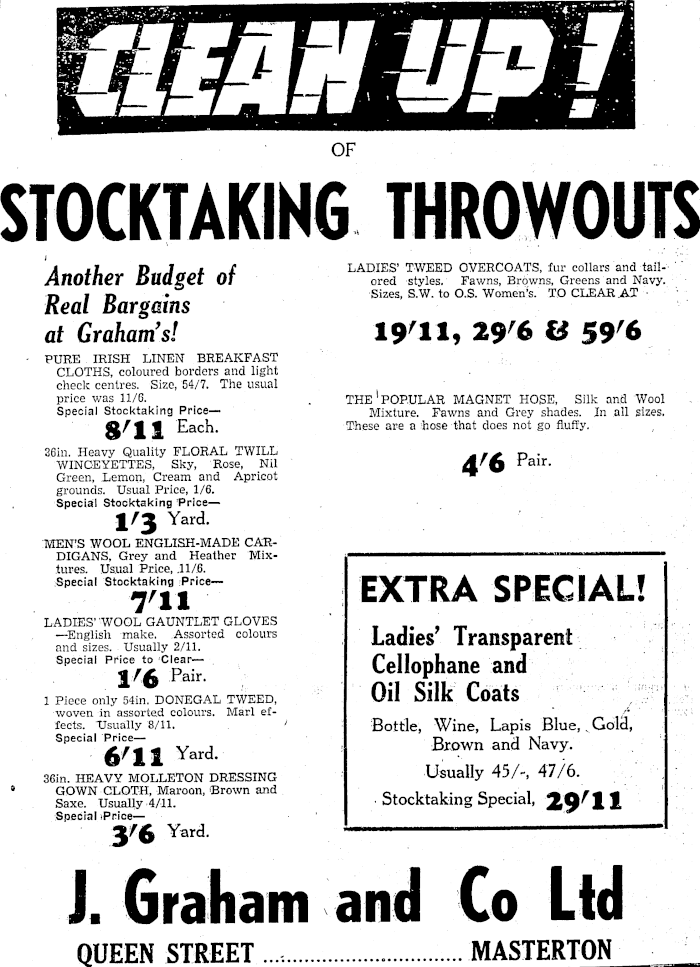 CLEAN UP!
OF
STOCKTAKING THROWOUTS
Another Budget of
Real Bargains
at Graham's!
PURE IRISH LINEN BREAKFAST
CLOTHS, coloured borders and light
check centres. Size, 54/7. The usual
price was 11/6.
Special Stocktaking Price—
8/11 Each.
36in. Heavy Quality FLORAL TWILL
WINCEYETTES, Sky, Rose, Nil
Green, Lemon, Cream and Apricot
grounds. Usual Price, 1/6.
Special Stocktaking Price—
1/3 Yard.
MEN'S WOOL ENGLISH-MADE CAR-
DIGANS, Grey and Heather Mix-
tures. Usual Price, 11/6.
Special Stocktaking Price—
7/11
LADIES' WOOL GAUNTLET GLOVES
—English make. Assorted colours
and sizes. Usually 2/11.
Special Price to Clear—
1/6 Pair.
1 Piece only 54in. DONEGAL TWEED,
woven in assorted colours. Marl ef-
fects. Usually 8/11.
Special Price—
6/11 Yard.
36in. HEAVY MOLLETON DRESSING
GOWN CLOTH, Maroon, Brown and
Saxe. Usually 4/11.
Special Price—
3/6 Yard.
LADIES' TWEED OVERCOATS, fur collars and tail-
ored styles. Fawns, Browns, Greens and Navy.
Sizes, S.W. to O.S. Women's. TO CLEAR AT
19/11, 29/6 & 59/6
THE POPULAR MAGNET HOSE, Silk and Wool
Mixture. Fawns and Grey shades. In all sizes.
These are a hose that does not go fluffy.
4/6 Pair.
EXTRA SPECIAL!
Ladies' Transparent
Cellophane and
Oil Silk Coats
Bottle, Wine, Lapis Blue, Gold,
Brown and Navy.
Usually 45/-, 47/6.
Stocktaking Special, 29/11
J. Graham and Co Ltd
QUEEN STREET ................................ MASTERTON